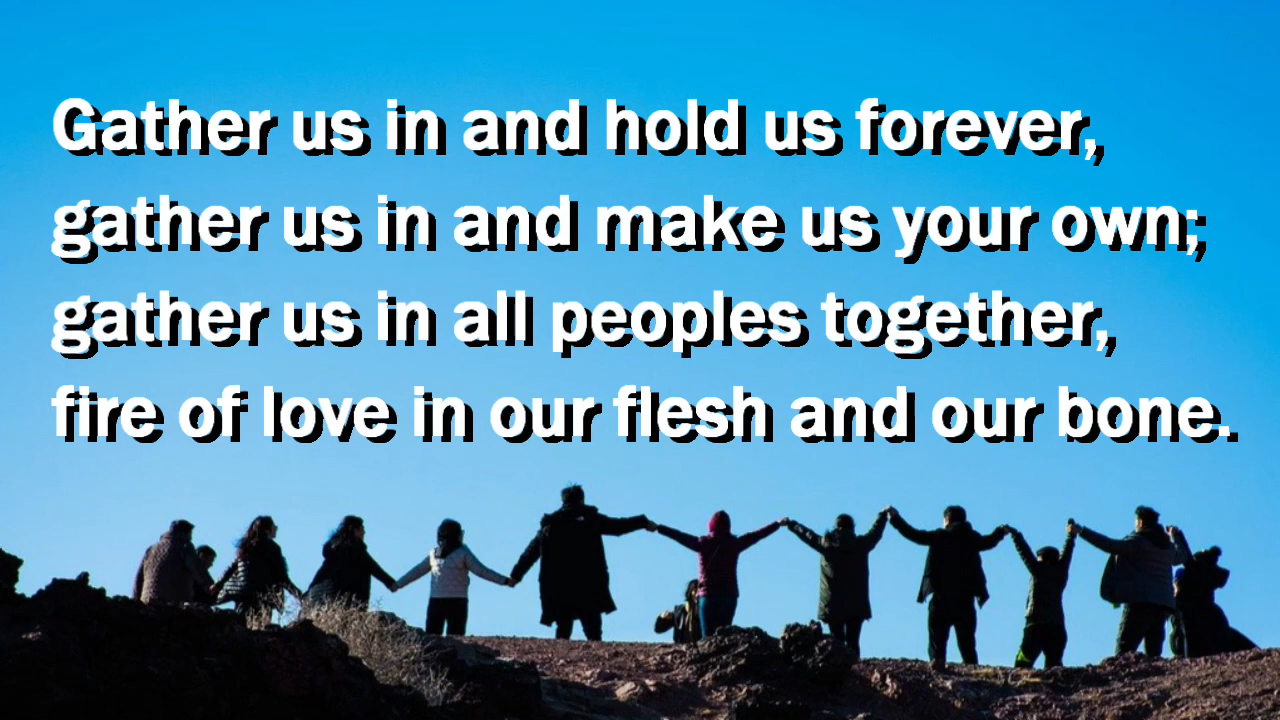 Gather us in and hold us forever,
gather us in and make us your own;
gather us in all peoples together,
fire of love in our flesh and our bone.